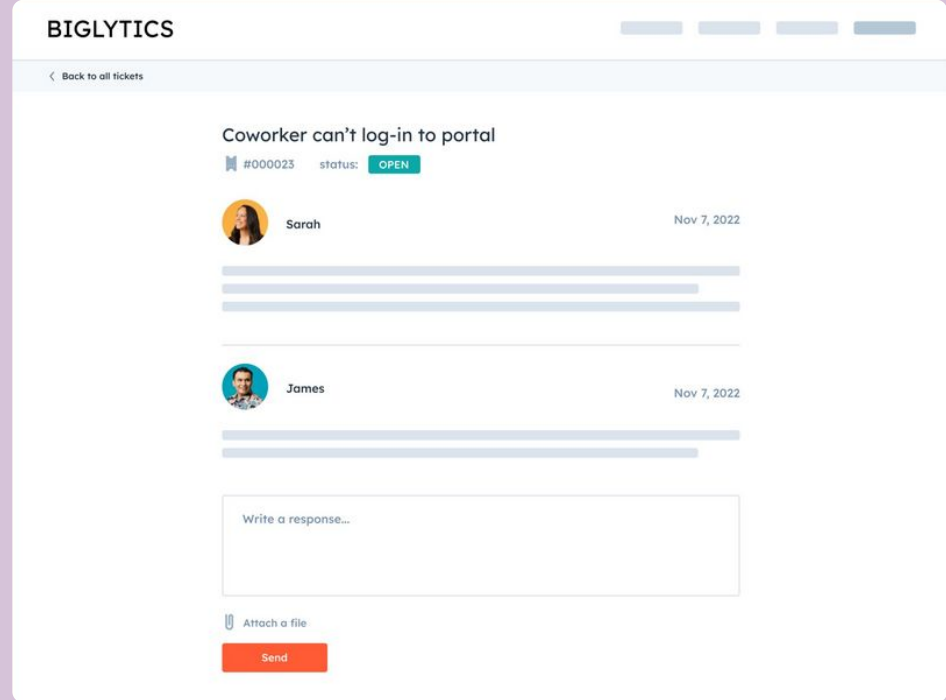 BIGLYTICS
Back to all tickets
Coworker can’t log-in to portal
#000023 status: OPEN
Sarah Nov 7, 2022
James Nov 7, 2022
Write a response...
Attach a file
Send